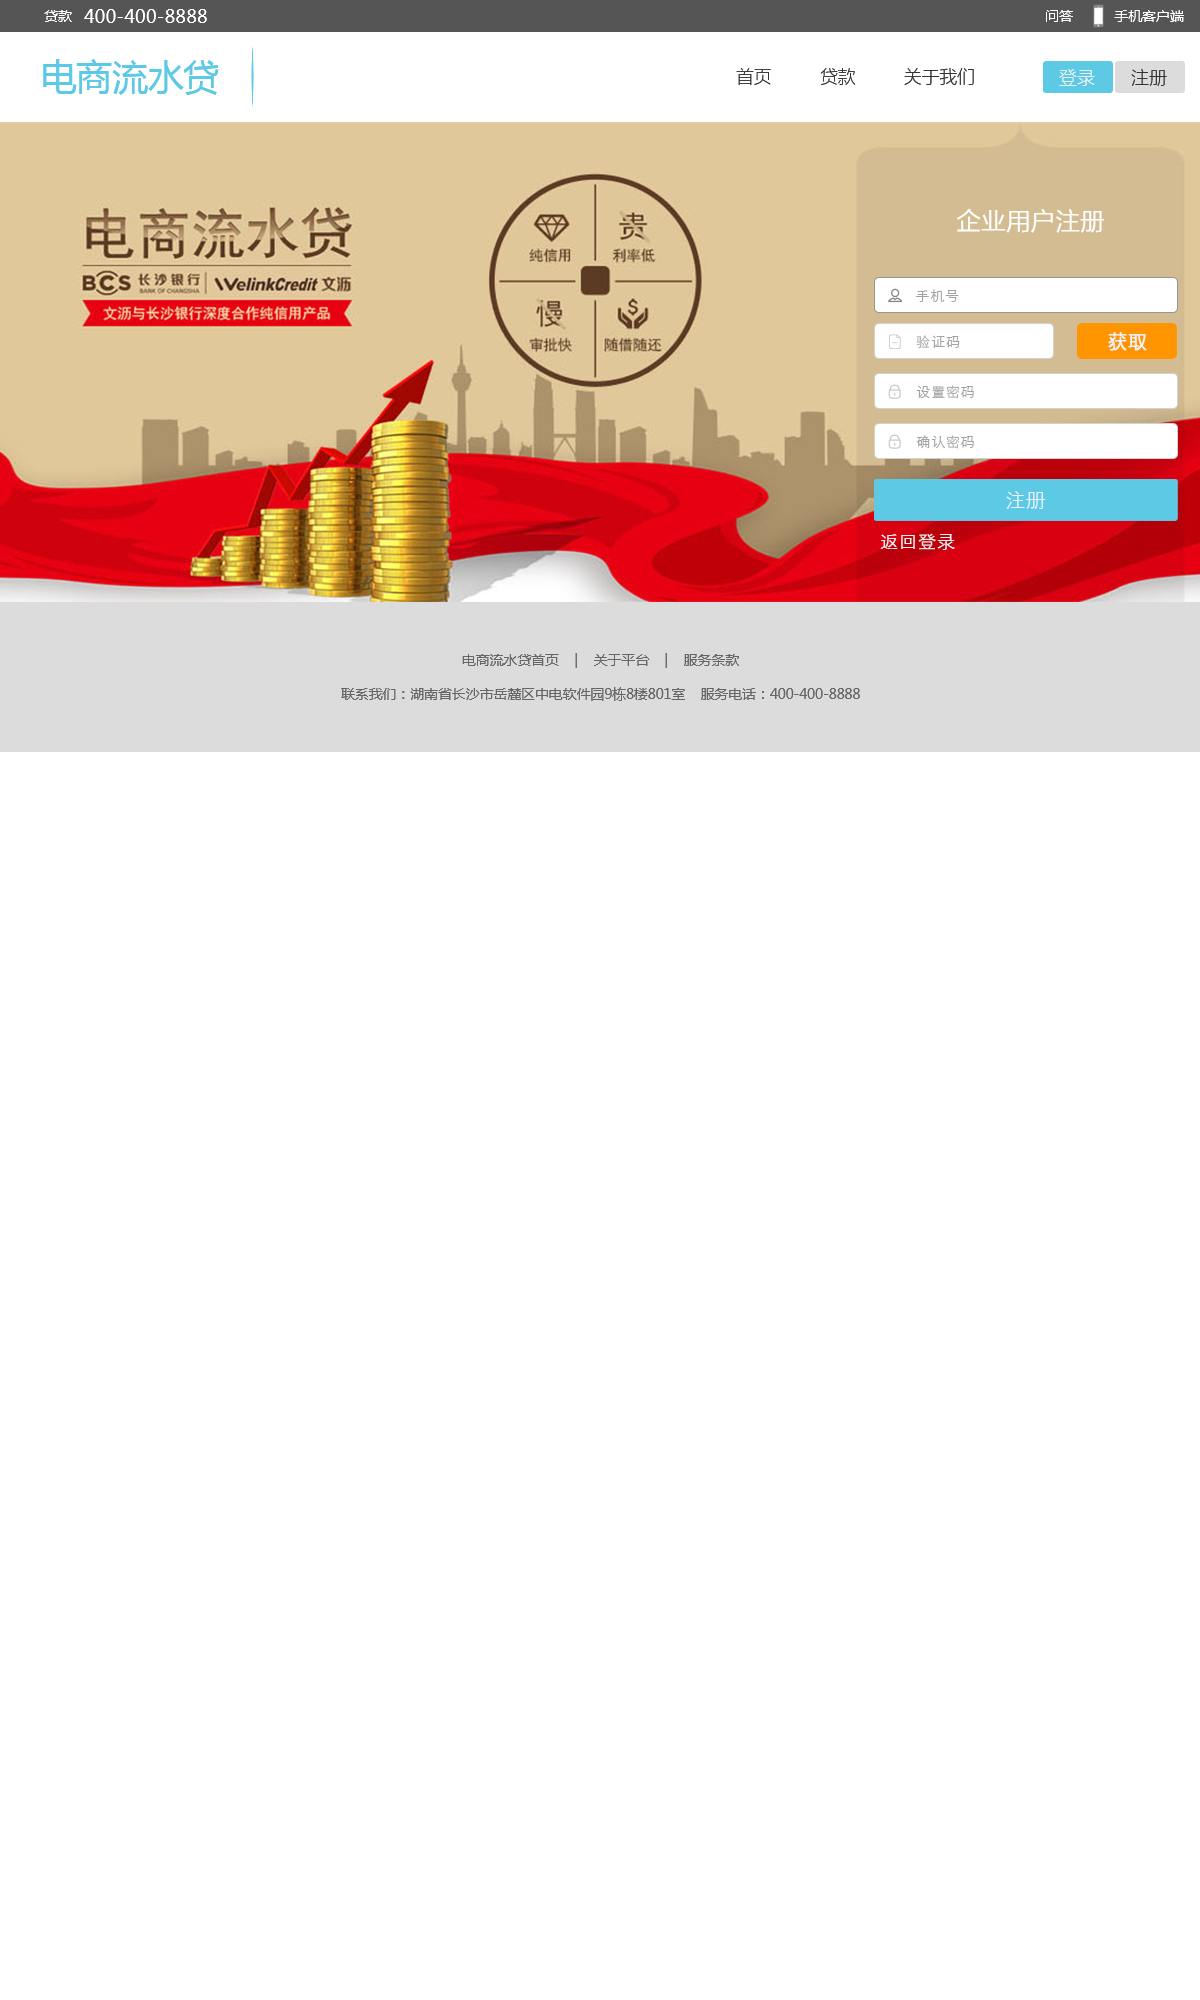 贷款 400-400-8888 问答 手机客户端
电商流水贷 首页 贷款 关于我们 登录 注册
电商流水贷
BCS 长沙银行 BANK OF CHANGSHA WelinkCredit 文沥
文沥与长沙银行深度合作纯信用产品
纯信用
贵
利率低
慢
审批快
随借随还
企业用户注册
手机号
验证码 获取
设置密码
确认密码
注册
返回登录
电商流水贷首页 | 关于平台 | 服务条款
联系我们：湖南省长沙市岳麓区中电软件园9栋8楼801室 服务电话：400-400-8888